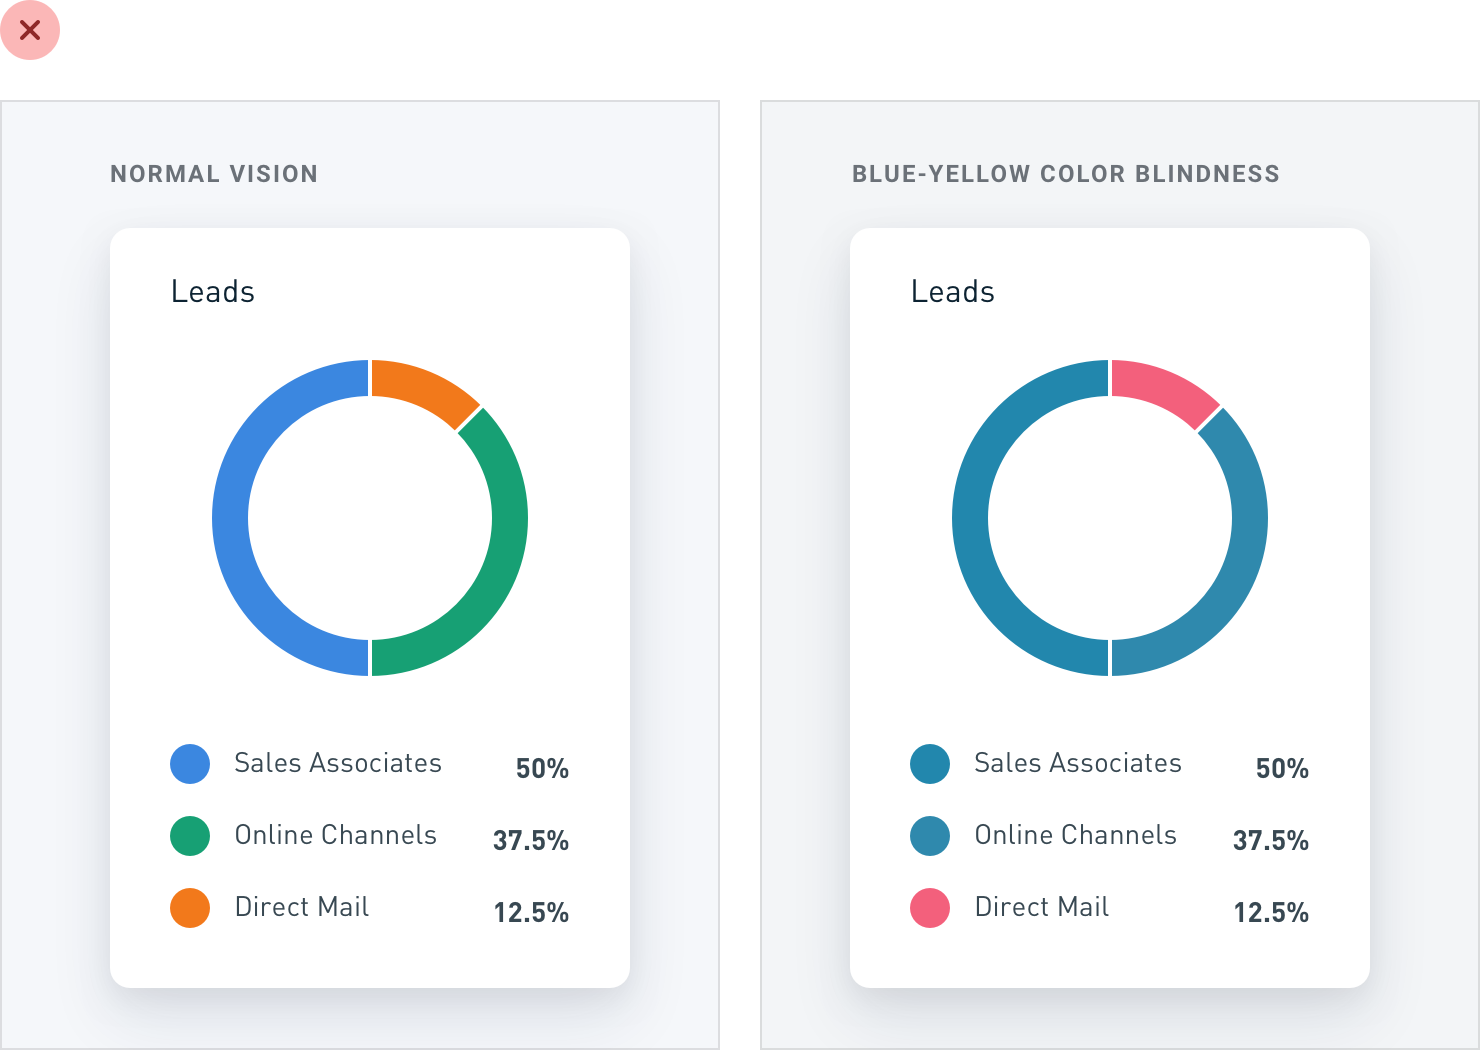 NORMAL VISION
Leads
Sales Associates 50%
Online Channels 37.5%
Direct Mail 12.5%
BLUE-YELLOW COLOR BLINDNESS
Leads
Sales Associates 50%
Online Channels 37.5%
Direct Mail 12.5%